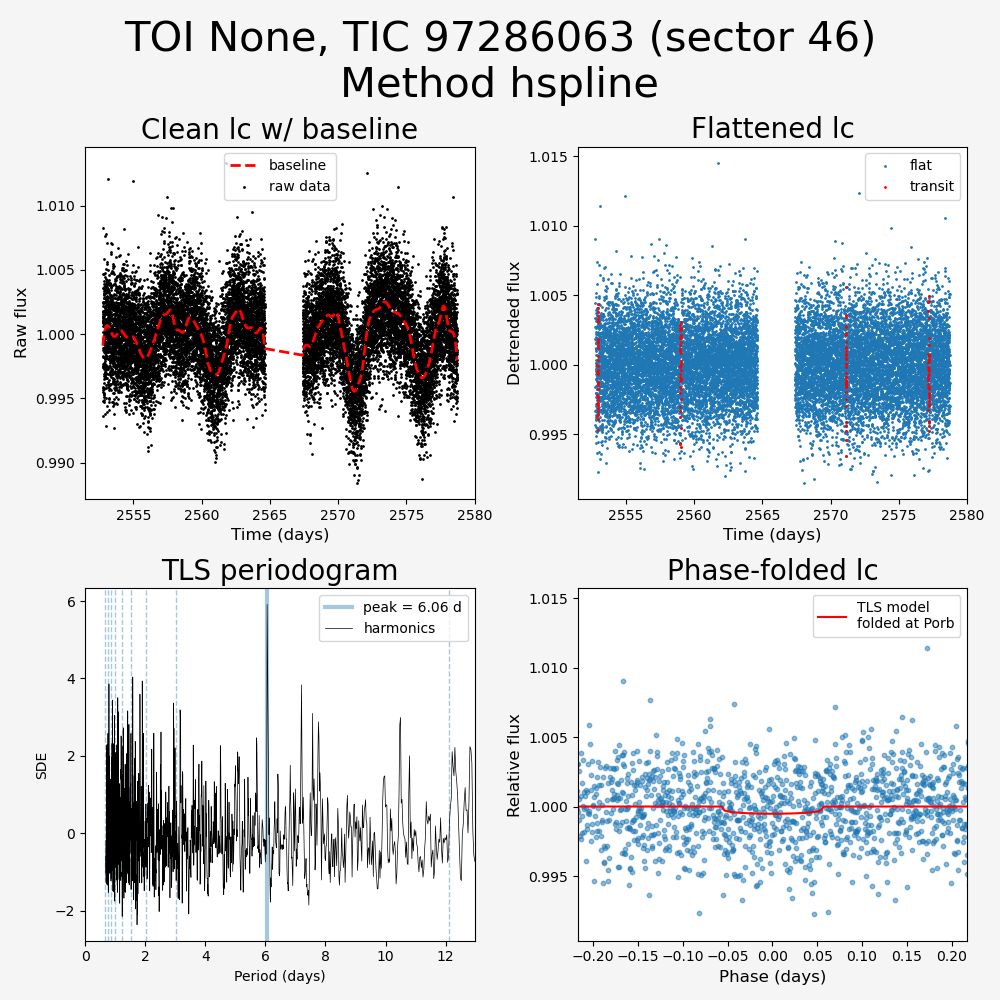 TOI None, TIC 97286063 (sector 46)
Method hspline
Clean lc w/ baseline
baseline
raw data
Raw flux
1.010
1.005
1.000
0.995
0.990
2555 2560 2565 2570 2575 2580
Time (days)
Flattened lc
flat
transit
Detrended flux
1.015
1.010
1.005
1.000
0.995
2555 2560 2565 2570 2575 2580
Time (days)
TLS periodogram
peak = 6.06 d
harmonics
SDE
6
4
2
0
−2
0 2 4 6 8 10 12
Period (days)
Phase-folded lc
TLS model
folded at Porb
Relative flux
1.015
1.010
1.005
1.000
0.995
−0.20 −0.15 −0.10 −0.05 0.00 0.05 0.10 0.15 0.20
Phase (days)